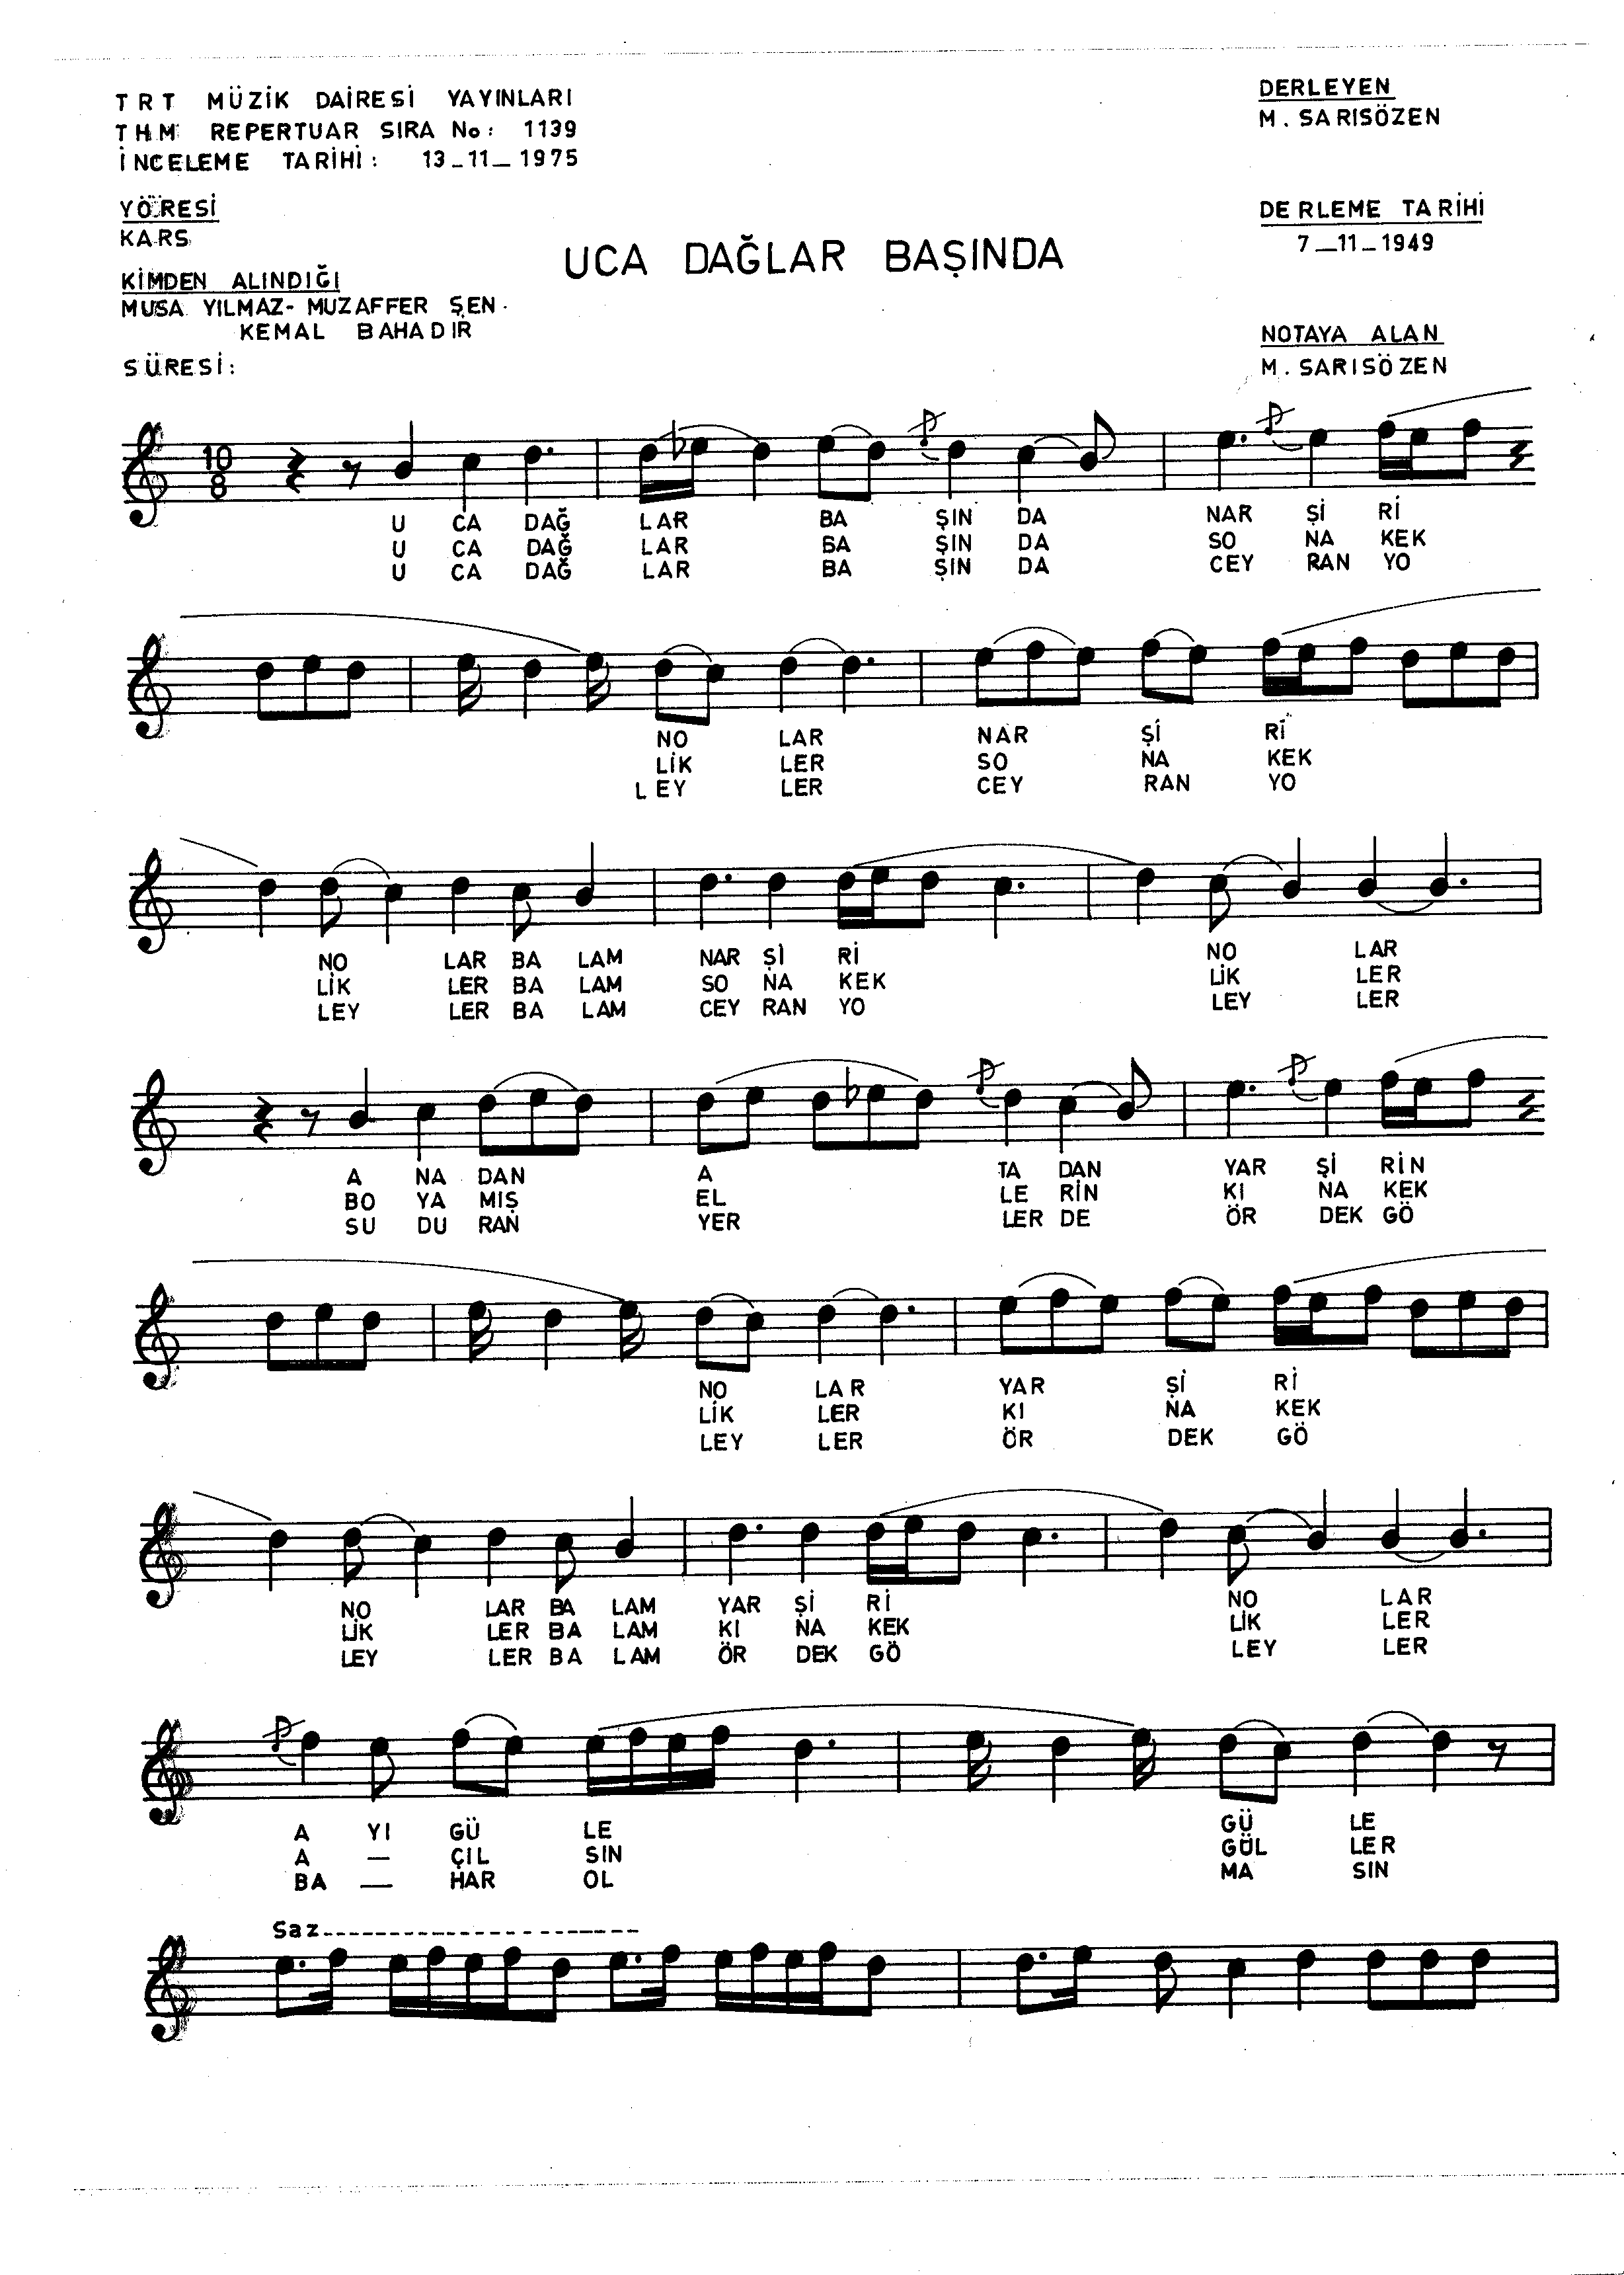 TRT MÜZİK DAİRESİ YAYINLARI
THM REPERTUAR SIRA No: 1139
İNCELEME TARİHİ: 13_11_1975
DERLEYEN
M. SARISÖZEN
YÖRESİ
KARS
DERLEME TARİHİ
7_11_1949
UCA DAĞLAR BAŞINDA
KİMDEN ALINDIĞI
MUSA YILMAZ- MUZAFFER ŞEN
KEMAL BAHADIR
NOTAYA ALAN
M. SARISÖZEN
SÜRESİ:
10
8
U CA DAĞ LAR BA ŞIN DA NAR Şİ Rİ
U CA DAĞ LAR BA ŞIN DA SO NA KEK
U CA DAĞ LAR BA ŞIN DA CEY RAN YO
NO LAR NAR Şİ Rİ
LİK LER SO NA KEK
LEY LER CEY RAN YO
NO LAR BA LAM NAR Şİ Rİ NO LAR
LİK LER BA LAM SO NA KEK LİK LER
LEY LER BA LAM CEY RAN YO LEY LER
A NA DAN A TA DAN YAR Şİ RİN
BO YA MIŞ EL LE RİN KI NA KEK
SU DU RAN YER LER DE ÖR DEK GÖ
NO LAR YAR Şİ Rİ
LİK LER KI NA KEK
LEY LER ÖR DEK GÖ
NO LAR BA LAM YAR Şİ Rİ NO LAR
LİK LER BA LAM KI NA KEK LİK LER
LEY LER BA LAM ÖR DEK GÖ LEY LER
A YI GÜ LE GÜ LE
A — ÇIL SIN GÜL LER
BA — HAR OL MA SIN
Saz----------------------